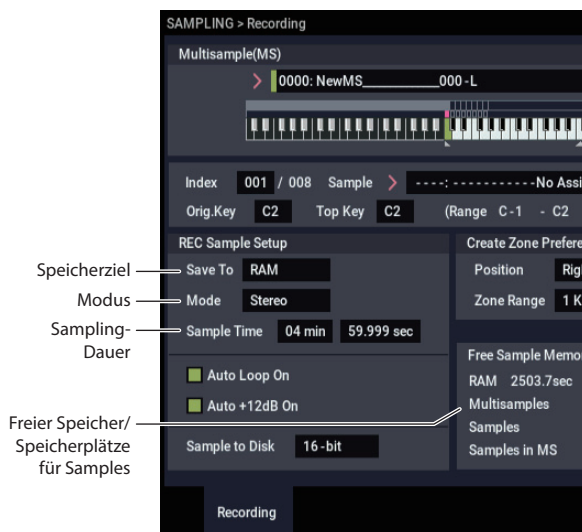 SAMPLING > Recording
Multisample(MS)
0000: NewMS_____________000-L
Index 001 / 008 Sample ----: -----------No Assi
Orig.Key C2 Top Key C2 (Range C-1 - C2
REC Sample Setup
Create Zone Prefere
Speicherziel
Save To RAM
Position Rig
Modus
Mode Stereo
Zone Range 1 K
Sampling-
Dauer
Sample Time 04 min 59.999 sec
Free Sample Memo
Auto Loop On
RAM 2503.7sec
Auto +12dB On
Multisamples
Freier Speicher/
Speicherplätze
für Samples
Samples
Sample to Disk 16-bit
Samples in MS
Recording